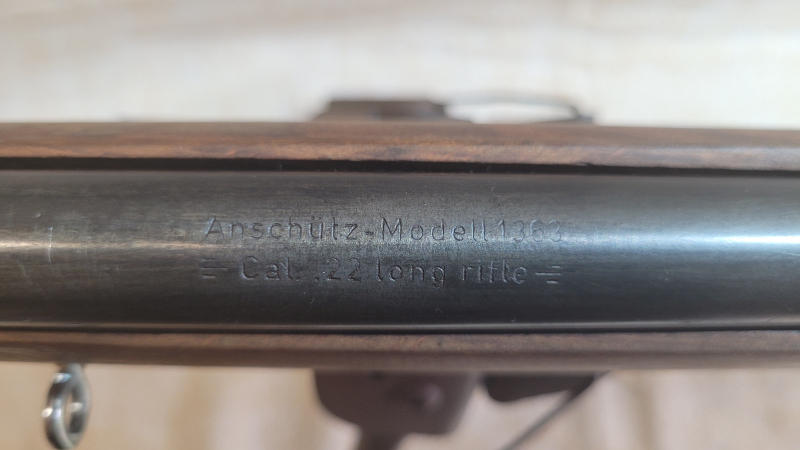 Anschütz-Modell 1363
= Cal. .22 long rifle =